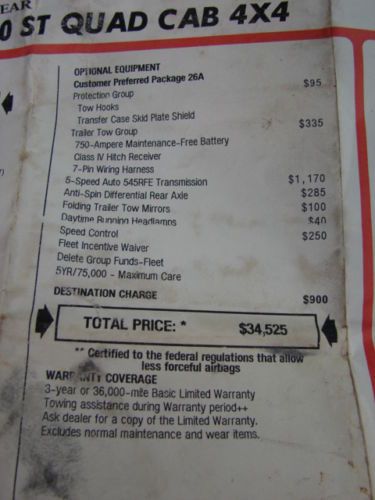 EAR
0 ST QUAD CAB 4X4
OPTIONAL EQUIPMENT
Customer Preferred Package 26A
Protection Group $95
Tow Hooks
Transfer Case Skid Plate Shield
Trailer Tow Group $335
750-Ampere Maintenance-Free Battery
Class IV Hitch Receiver
7-Pin Wiring Harness
5-Speed Auto 545RFE Transmission $1,170
Anti-Spin Differential Rear Axle $285
Folding Trailer Tow Mirrors $100
Daytime Running Headlamps $40
Speed Control $250
Fleet Incentive Waiver
Delete Group Funds-Fleet
5YR/75,000 - Maximum Care
DESTINATION CHARGE $900
TOTAL PRICE: * $34,525
** Certified to the federal regulations that allow
less forceful airbags
WARRANTY COVERAGE
3-year or 36,000-mile Basic Limited Warranty
Towing assistance during Warranty period++
Ask dealer for a copy of the Limited Warranty.
Excludes normal maintenance and wear items.